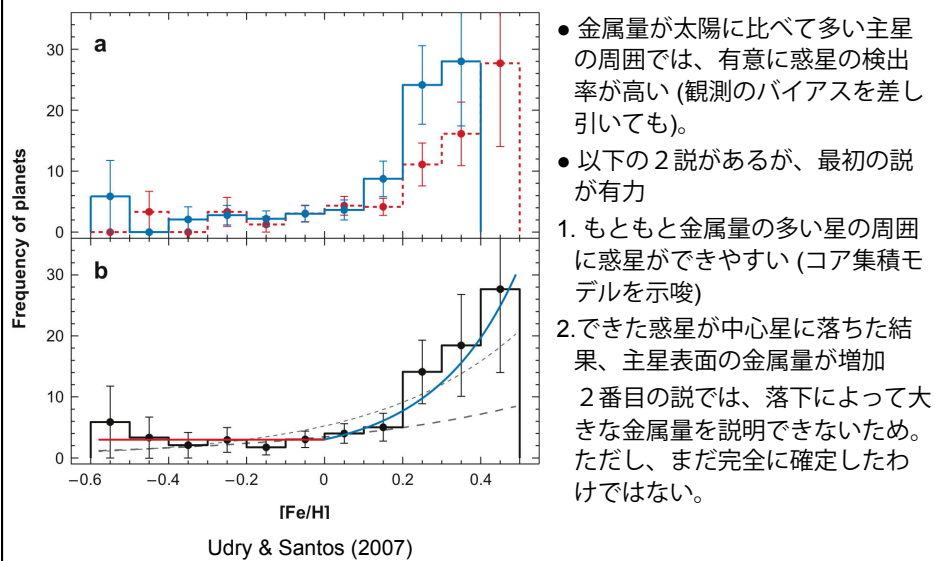 a
30
20
10
0
b
30
20
10
0
Frequency of planets
−0.6
−0.4
−0.2
0
0.2
0.4
[Fe/H]
Udry & Santos (2007)
● 金属量が太陽に比べて多い主星
の周囲では、有意に惑星の検出
率が高い (観測のバイアスを差し
引いても)。
● 以下の２説があるが、最初の説
が有力
1. もともと金属量の多い星の周囲
に惑星ができやすい (コア集積モ
デルを示唆)
2.できた惑星が中心星に落ちた結
果、主星表面の金属量が増加
２番目の説では、落下によって大
きな金属量を説明できないため。
ただし、まだ完全に確定したわ
けではない。